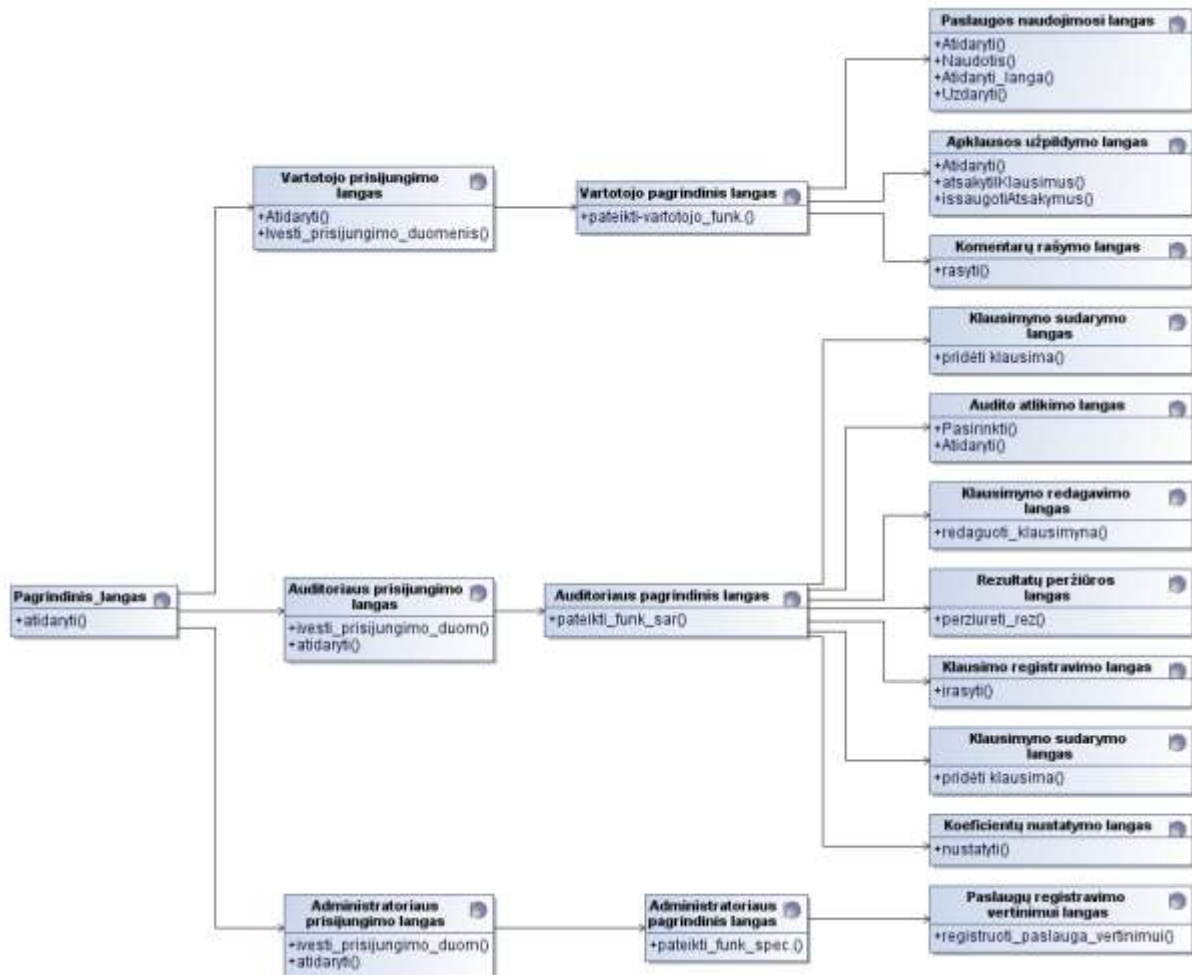 Paslaugos naudojimosi langas
+Atidaryti()
+Naudotis()
+Atidaryti_langa()
+Uzdaryti()
Apklausos užpildymo langas
+Atidaryti()
+atsakytiIKlausimus()
+issaugotiAtsakymus()
Vartotojo prisijungimo
langas
+Atidaryti()
+Ivesti_prisijungimo_duomenis()
Vartotojo pagrindinis langas
+pateikti-vartotojo_funk.()
Komentarų rašymo langas
+rasyti()
Klausimyno sudarymo
langas
+pridėti klausima()
Audito atlikimo langas
+Pasirinkti()
+Atidaryti()
Klausimyno redagavimo
langas
+redaguoti_klausimyna()
Pagrindinis_langas
+atidaryti()
Auditoriaus prisijungimo
langas
+ivesti_prisijungimo_duom()
+atidaryti()
Auditoriaus pagrindinis langas
+pateikti_funk_sar()
Rezultatų peržiūros
langas
+perziureti_rez()
Klausimo registravimo langas
+irasyti()
Klausimyno sudarymo
langas
+pridėti klausima()
Koeficientų nustatymo langas
+nustatyti()
Administratoriaus
prisijungimo langas
+ivesti_prisijungimo_duom()
+atidaryti()
Administratoriaus
pagrindinis langas
+pateikti_funk_spec.()
Paslaugų registravimo
vertinimui langas
+registruoti_paslauga_vertinimui()